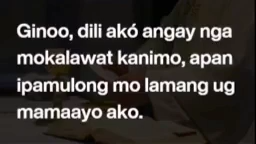 Ginoo, dili akó angay nga
mokalawat kanimo, apan
ipamulong mo lamang ug
mamaayo ako.